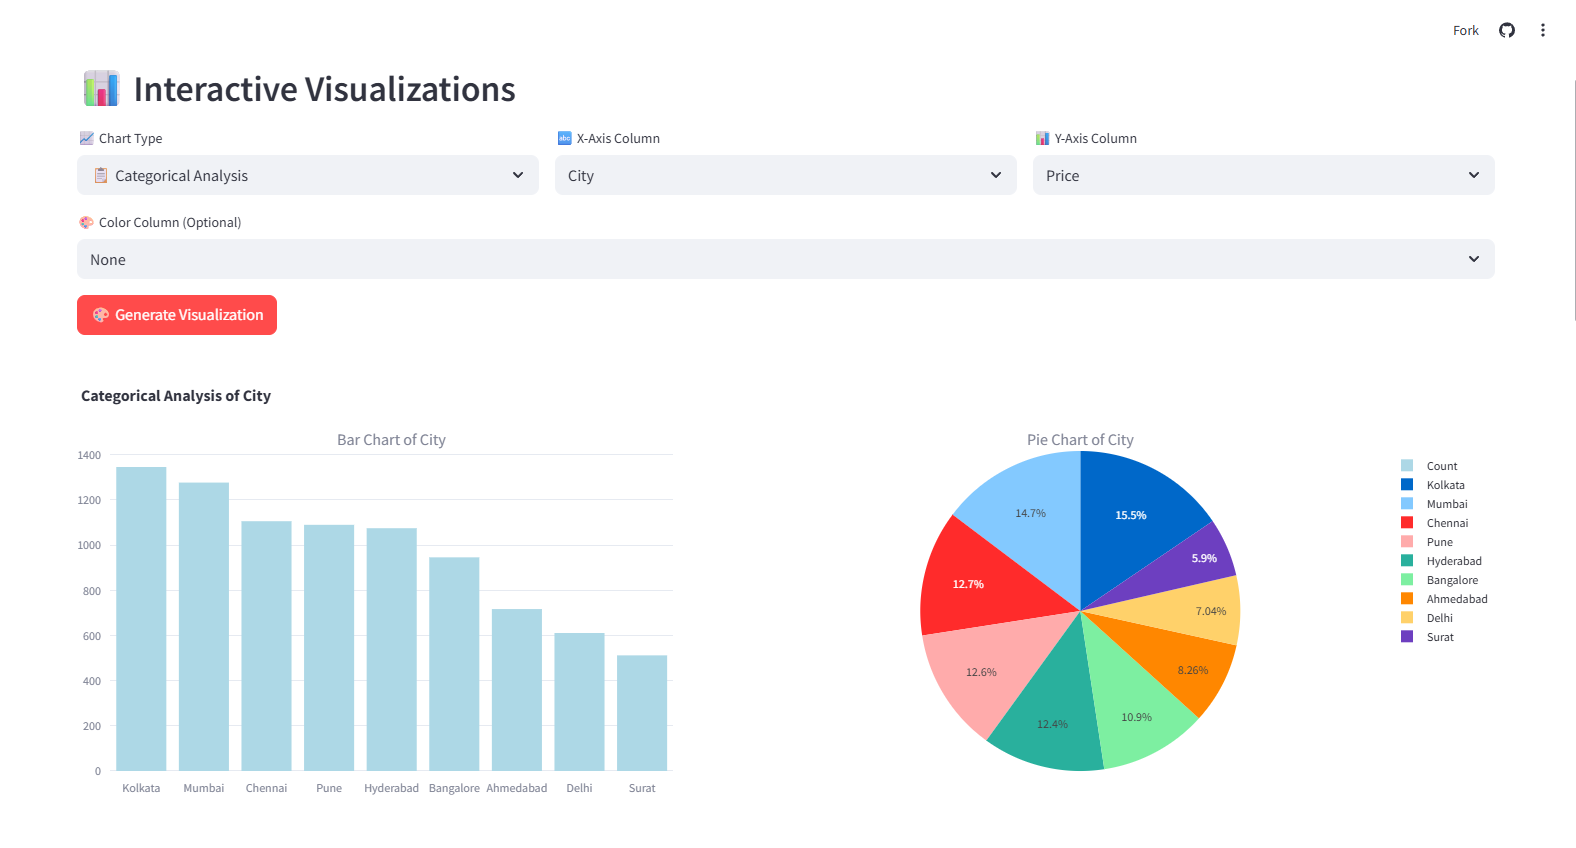 Fork
Interactive Visualizations
Chart Type
X-Axis Column
Y-Axis Column
Categorical Analysis
City
Price
Color Column (Optional)
None
Generate Visualization
Categorical Analysis of City
Bar Chart of City
1400
1200
1000
800
600
400
200
0
Kolkata
Mumbai
Chennai
Pune
Hyderabad
Bangalore
Ahmedabad
Delhi
Surat
Pie Chart of City
14.7%
15.5%
5.9%
12.7%
7.04%
12.6%
8.26%
12.4%
10.9%
Count
Kolkata
Mumbai
Chennai
Pune
Hyderabad
Bangalore
Ahmedabad
Delhi
Surat